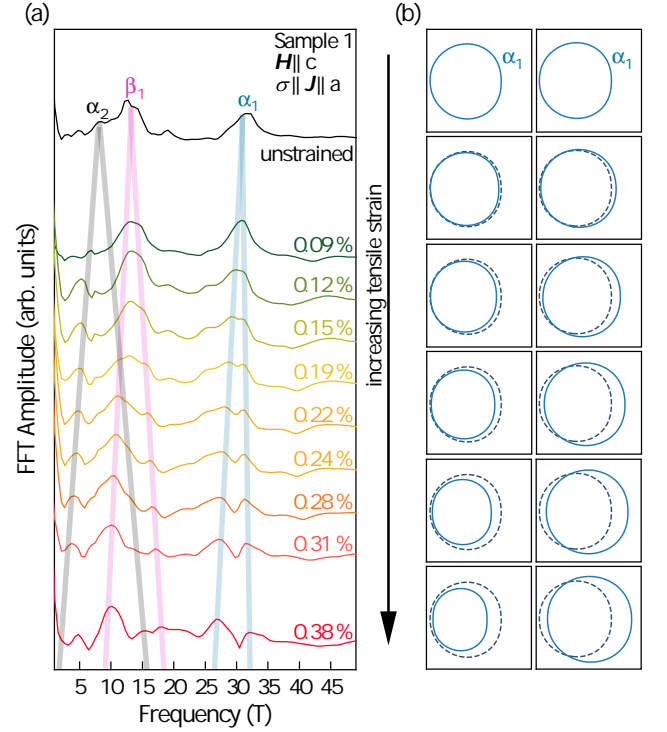 (a)
Sample 1
H || c
σ || J || a
α₂
β₁
α₁
unstrained
0.09%
0.12%
0.15%
0.19%
0.22%
0.24%
0.28%
0.31%
0.38%
FFT Amplitude (arb. units)
5 10 15 20 25 30 35 40 45
Frequency (T)
increasing tensile strain
(b)
α₁
α₁